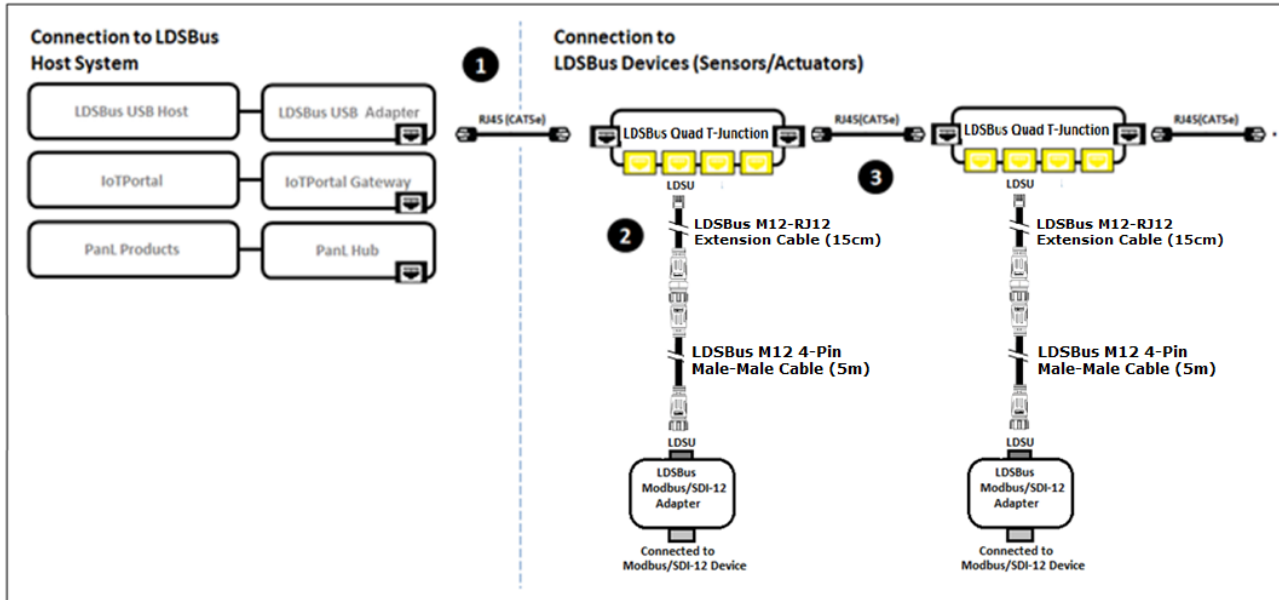 Connection to LDSBus
Host System
1
Connection to
LDSBus Devices (Sensors/Actuators)
LDSBus USB Host
LDSBus USB Adapter
RJ45(CAT5e)
LDSBus Quad T-Junction
RJ45(CAT5e)
LDSBus Quad T-Junction
RJ45(CAT5e)
IoTPortal
IoTPortal Gateway
3
LDSU
LDSU
PanL Products
PanL Hub
2
LDSBus M12-RJ12
Extension Cable (15cm)
LDSBus M12-RJ12
Extension Cable (15cm)
LDSBus M12 4-Pin
Male-Male Cable (5m)
LDSBus M12 4-Pin
Male-Male Cable (5m)
LDSU
LDSBus
Modbus/SDI-12
Adapter
Connected to
Modbus/SDI-12 Device
LDSU
LDSBus
Modbus/SDI-12
Adapter
Connected to
Modbus/SDI-12 Device